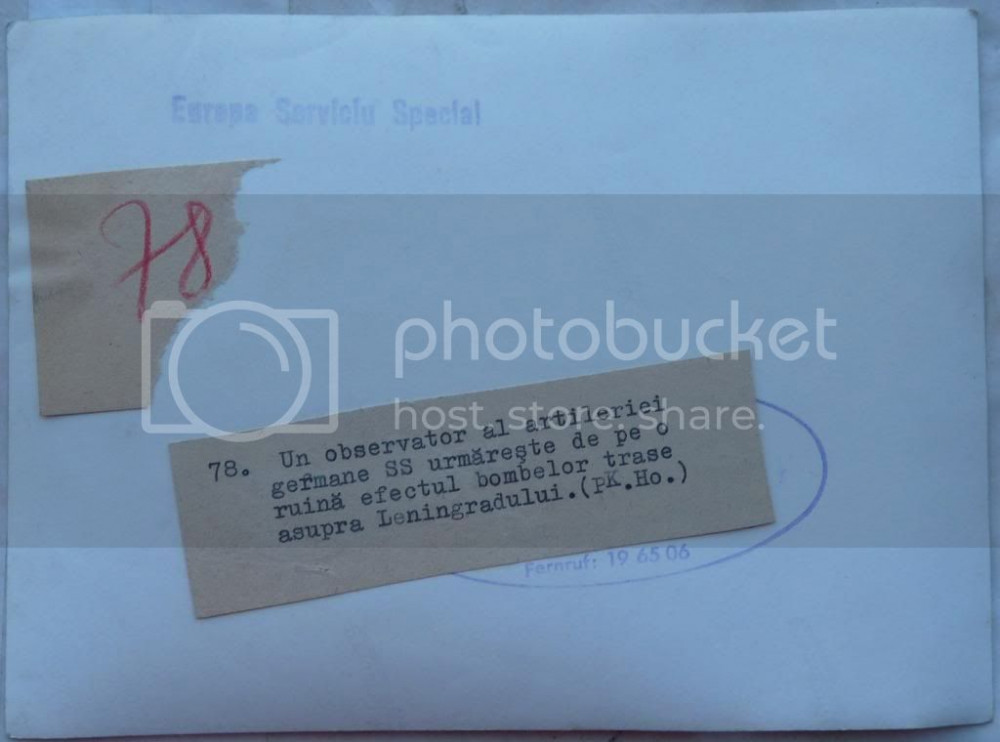 Europa Serviciu Special
78
photobucket
host. store. share.
78. Un observator al artileriei
germane SS urmărește de pe o
ruină efectul bombelor trase
asupra Leningradului.(PK.Ho.)
Fernruf: 19 65 06